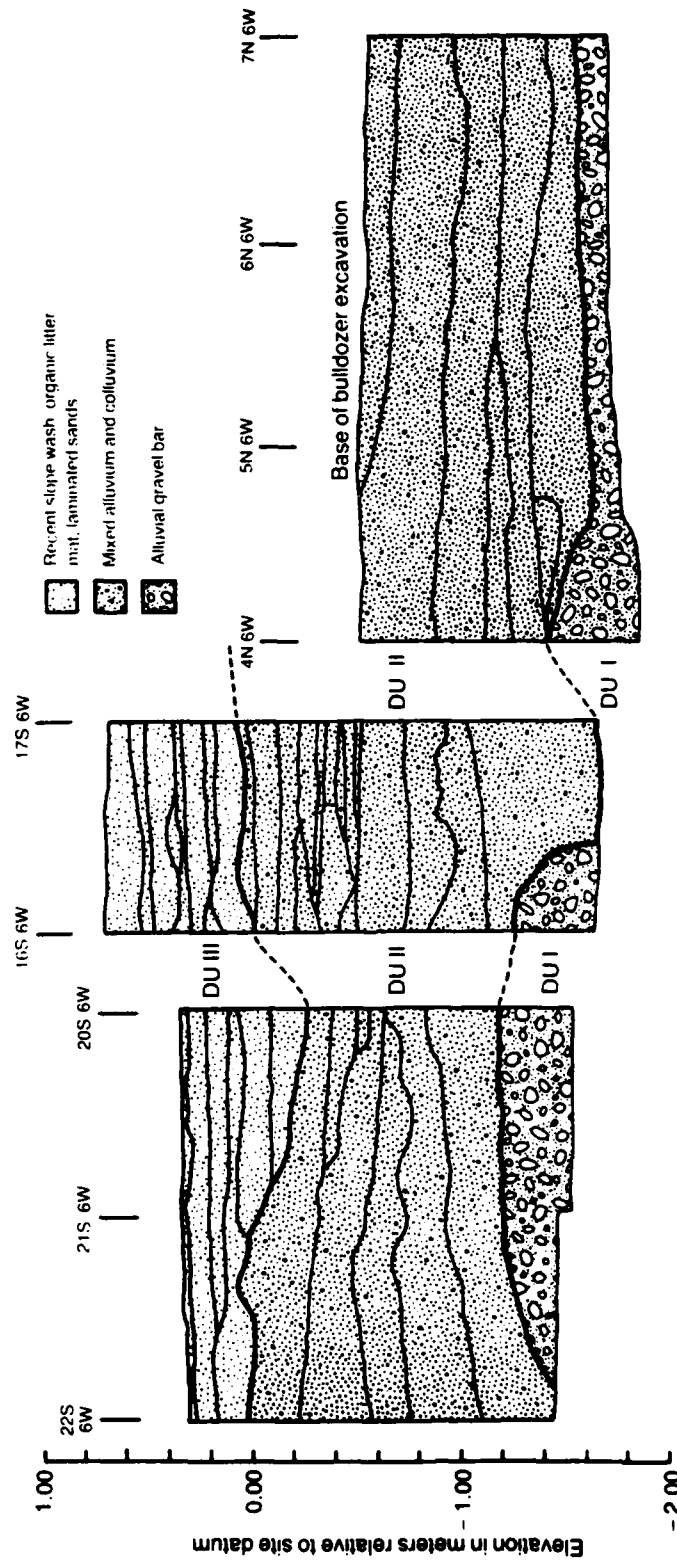 Recent slope wash, organic litter
mat, laminated sands
Mixed alluvium and colluvium
Alluvial gravel bar
22S
6W
21S 6W
20S 6W
16S 6W
17S 6W
4N 6W
5N 6W
6N 6W
7N 6W
Base of bulldozer excavation
DU III
DU II
DU I
DU II
DU I
1.00
0.00
- 1.00
- 2.00
Elevation in meters relative to site datum